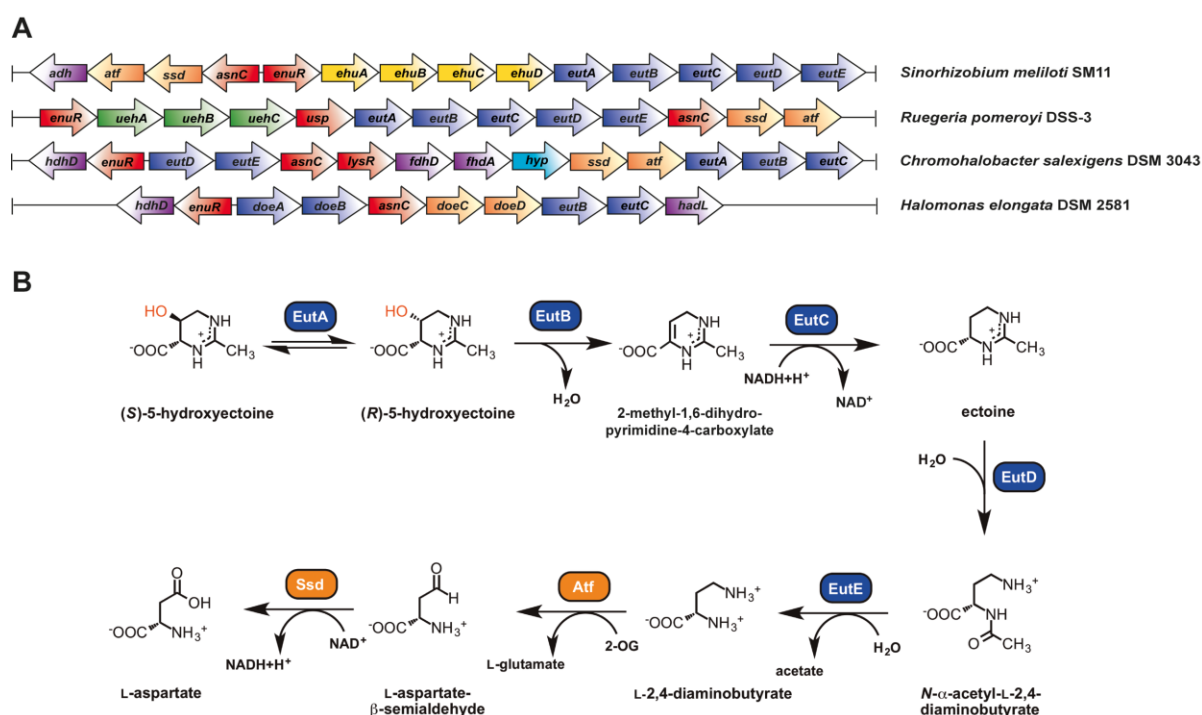 A
adh atf ssd asnC enuR ehuA ehuB ehuC ehuD eutA eutB eutC eutD eutE Sinorhizobium meliloti SM11
enuR uehA uehB uehC usp eutA eutB eutC eutD eutE asnC ssd atf Ruegeria pomeroyi DSS-3
hdhD enuR eutD eutE asnC lysR fdhD fhdA hyp ssd atf eutA eutB eutC Chromohalobacter salexigens DSM 3043
hdhD enuR doeA doeB asnC doeC doeD eutB eutC hadL Halomonas elongata DSM 2581
B
HO NH + ⁻OOC N H CH₃
EutA
HO NH + ⁻OOC N H CH₃
EutB
H₂O
NH + ⁻OOC N H CH₃
EutC
NADH+H⁺
NAD⁺
NH + ⁻OOC N H CH₃
(S)-5-hydroxyectoine
(R)-5-hydroxyectoine
2-methyl-1,6-dihydro-
pyrimidine-4-carboxylate
ectoine
H₂O
EutD
O OH ⁻OOC NH₃⁺
Ssd
NAD⁺
NADH+H⁺
O H ⁻OOC NH₃⁺
Atf
2-OG
L-glutamate
NH₃⁺ ⁻OOC NH₃⁺
EutE
H₂O
acetate
NH₃⁺ ⁻OOC NH O CH₃
L-aspartate
L-aspartate-
β-semialdehyde
L-2,4-diaminobutyrate
N-α-acetyl-L-2,4-
diaminobutyrate